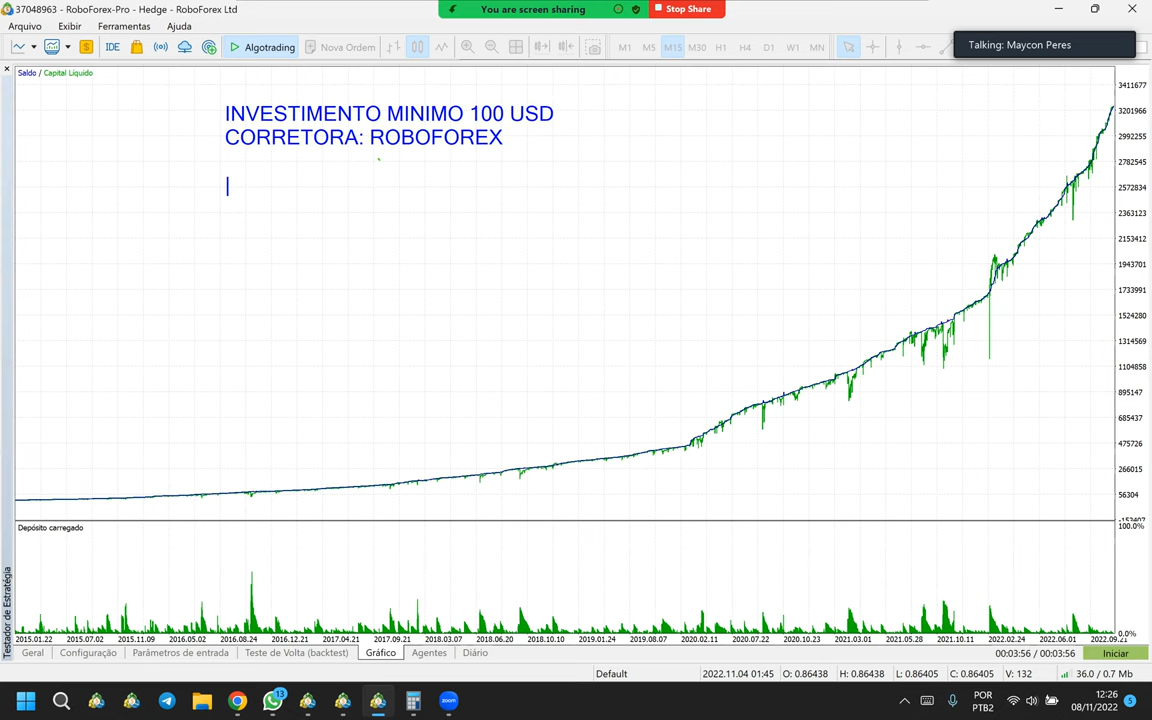 37048963 - RoboForex-Pro - Hedge - RoboForex Ltd
You are screen sharing
Stop Share
Arquivo Exibir Ferramentas Ajuda
IDE Algotrading Nova Ordem M1 M5 M15 M30 H1 H4 D1 W1 MN
Talking: Maycon Peres
Saldo / Capital Líquido
INVESTIMENTO MINIMO 100 USD
CORRETORA: ROBOFOREX
3411677
3201966
2992255
2782545
2572834
2363123
2153412
1943701
1733991
1524280
1314569
1104858
895147
685437
475726
266015
56304
-153407
Depósito carregado
100.0%
0.0%
2015.01.22 2015.07.02 2015.11.09 2016.05.02 2016.08.24 2017.04.19 2017.09.21 2018.03.07 2018.06.20 2018.10.10 2019.04.01 2019.07.24 2020.02.11 2020.07.22 2020.12.29 2021.03.01 2021.05.28 2021.10.11 2022.02.24 2022.06.01 2022.09.21
Testador de Estratégia
Geral Configuração Parâmetros de entrada Teste de Volta (backtest) Gráfico Agentes Diário
00:03:56 / 00:03:56 Iniciar
Default 2022.11.04 01:45 O: 0.86438 H: 0.86438 L: 0.86405 C: 0.86405 V: 132 36.0 / 0.7 Mb
13
zoom
POR
PTB2
12:26
08/11/2022
5